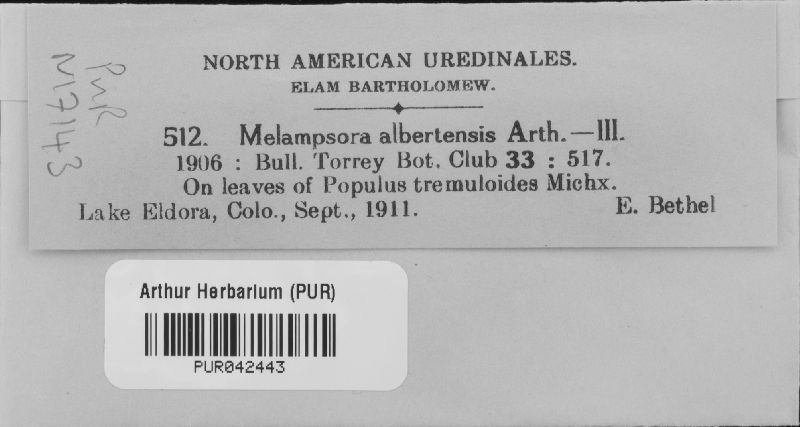 PUR
N17143
NORTH AMERICAN UREDINALES.
ELAM BARTHOLOMEW.
512. Melampsora albertensis Arth.—III.
1906 : Bull. Torrey Bot. Club 33 : 517.
On leaves of Populus tremuloides Michx.
Lake Eldora, Colo., Sept., 1911. E. Bethel
Arthur Herbarium (PUR)
PUR042443